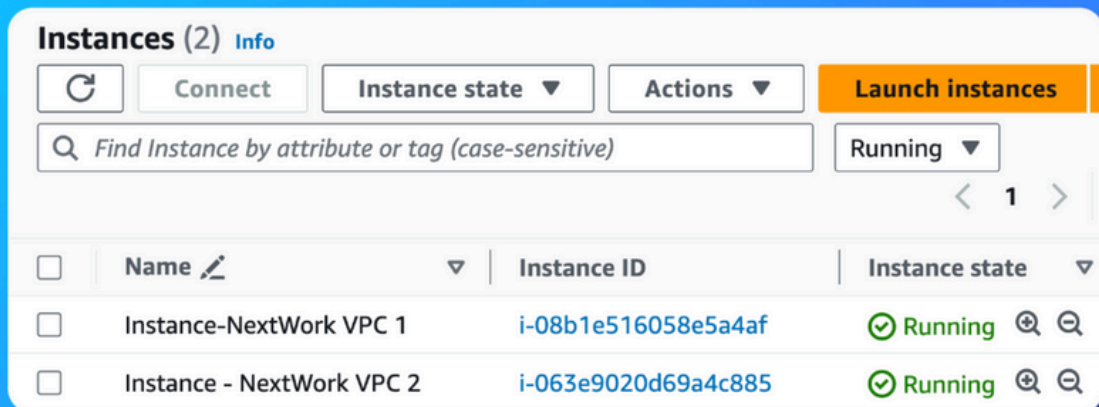 Instances (2) Info
Connect Instance state Actions Launch instances
Find Instance by attribute or tag (case-sensitive) Running
1
Name Instance ID Instance state
Instance-NextWork VPC 1 i-08b1e516058e5a4af Running
Instance - NextWork VPC 2 i-063e9020d69a4c885 Running